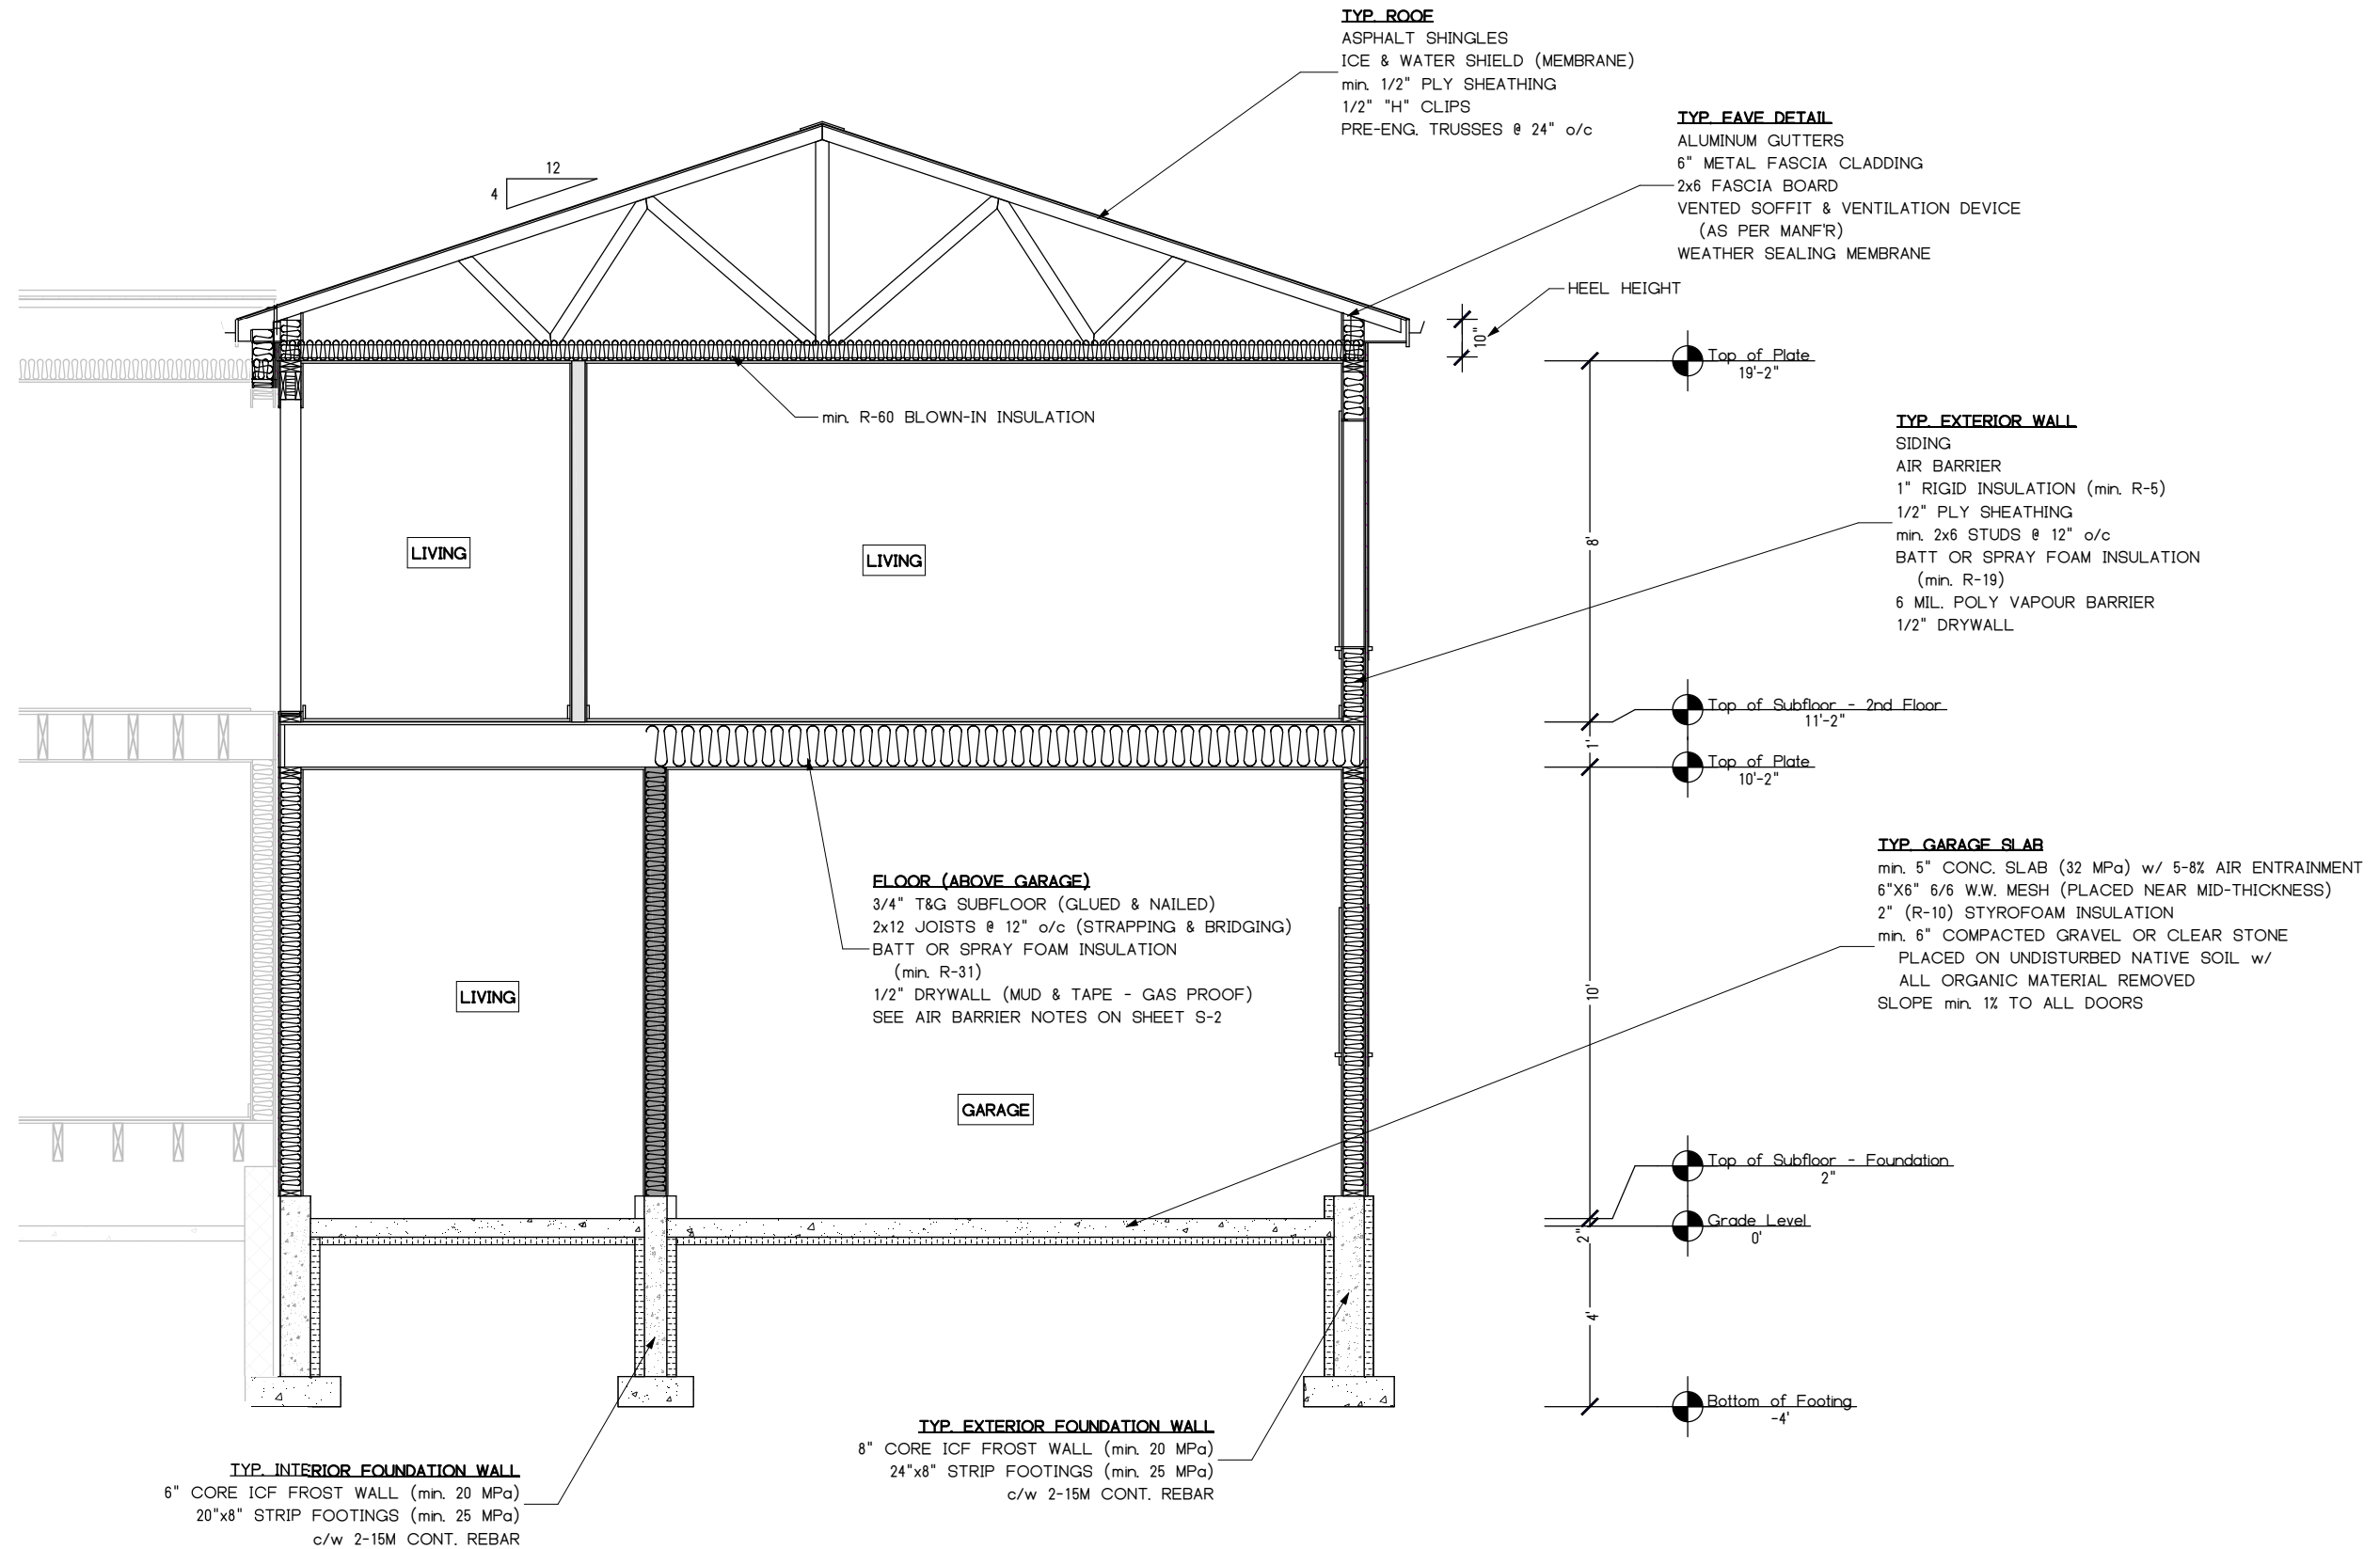 TYP. ROOF
ASPHALT SHINGLES
ICE & WATER SHIELD (MEMBRANE)
min. 1/2" PLY SHEATHING
1/2" "H" CLIPS
PRE-ENG. TRUSSES @ 24" o/c
TYP. EAVE DETAIL
ALUMINUM GUTTERS
6" METAL FASCIA CLADDING
2x6 FASCIA BOARD
VENTED SOFFIT & VENTILATION DEVICE
(AS PER MANF'R)
WEATHER SEALING MEMBRANE
12
4
HEEL HEIGHT
10"
Top of Plate
19'-2"
min. R-60 BLOWN-IN INSULATION
TYP. EXTERIOR WALL
SIDING
AIR BARRIER
1" RIGID INSULATION (min. R-5)
1/2" PLY SHEATHING
min. 2x6 STUDS @ 12" o/c
BATT OR SPRAY FOAM INSULATION
(min. R-19)
6 MIL. POLY VAPOUR BARRIER
1/2" DRYWALL
8'
LIVING
LIVING
Top of Subfloor - 2nd Floor
11'-2"
1'
Top of Plate
10'-2"
FLOOR (ABOVE GARAGE)
3/4" T&G SUBFLOOR (GLUED & NAILED)
2x12 JOISTS @ 12" o/c (STRAPPING & BRIDGING)
BATT OR SPRAY FOAM INSULATION
(min. R-31)
1/2" DRYWALL (MUD & TAPE - GAS PROOF)
SEE AIR BARRIER NOTES ON SHEET S-2
TYP. GARAGE SLAB
min. 5" CONC. SLAB (32 MPa) w/ 5-8% AIR ENTRAINMENT
6"X6" 6/6 W.W. MESH (PLACED NEAR MID-THICKNESS)
2" (R-10) STYROFOAM INSULATION
min. 6" COMPACTED GRAVEL OR CLEAR STONE
PLACED ON UNDISTURBED NATIVE SOIL w/
ALL ORGANIC MATERIAL REMOVED
SLOPE min. 1% TO ALL DOORS
10'
LIVING
GARAGE
Top of Subfloor - Foundation
2"
Grade Level
0'
2"
4'
Bottom of Footing
-4'
TYP. EXTERIOR FOUNDATION WALL
8" CORE ICF FROST WALL (min. 20 MPa)
24"x8" STRIP FOOTINGS (min. 25 MPa)
c/w 2-15M CONT. REBAR
TYP. INTERIOR FOUNDATION WALL
6" CORE ICF FROST WALL (min. 20 MPa)
20"x8" STRIP FOOTINGS (min. 25 MPa)
c/w 2-15M CONT. REBAR